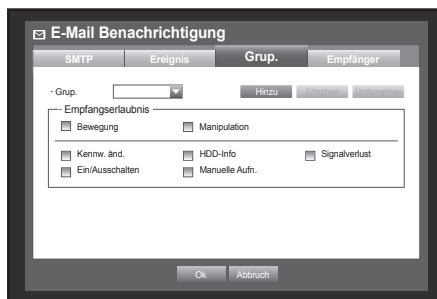 E-Mail Benachrichtigung
SMTP Ereignis Grup. Empfänger
· Grup. Hinzu Löschen Umbenennen
· Empfangserlaubnis
Bewegung Manipulation
Kennw. änd. HDD-Info Signalverlust
Ein/Ausschalten Manuelle Aufn.
Ok Abbruch